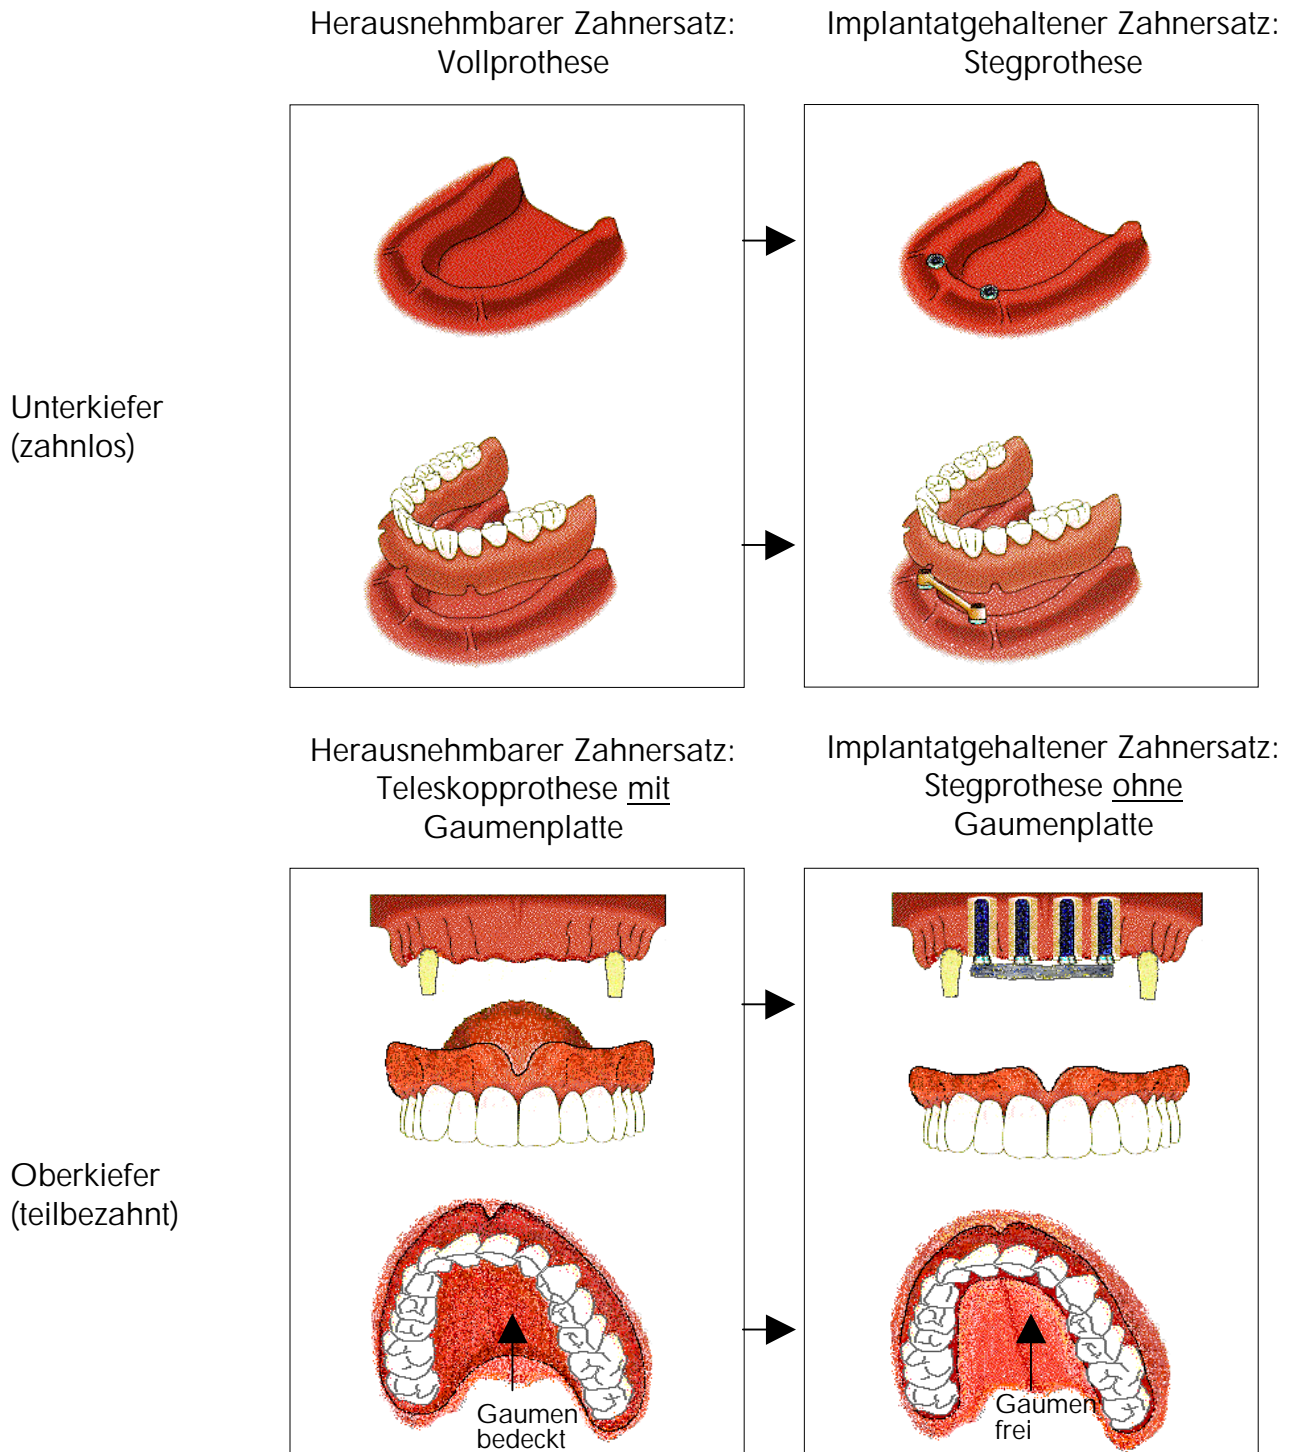 Herausnehmbarer Zahnersatz:
Vollprothese
Implantatgehaltener Zahnersatz:
Stegprothese
Unterkiefer
(zahnlos)
Herausnehmbarer Zahnersatz:
Teleskopprothese mit
Gaumenplatte
Implantatgehaltener Zahnersatz:
Stegprothese ohne
Gaumenplatte
Oberkiefer
(teilbezahnt)
Gaumen
bedeckt
Gaumen
frei